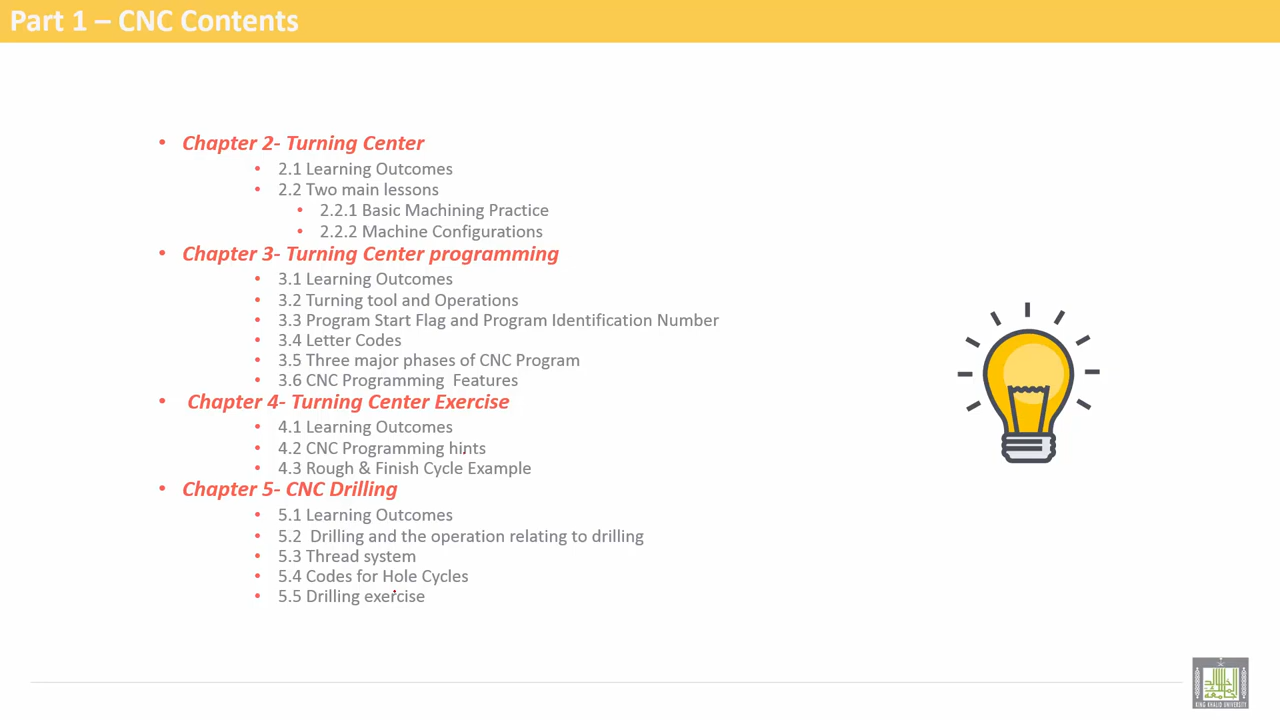 Part 1 – CNC Contents
• Chapter 2- Turning Center
• 2.1 Learning Outcomes
• 2.2 Two main lessons
• 2.2.1 Basic Machining Practice
• 2.2.2 Machine Configurations
• Chapter 3- Turning Center programming
• 3.1 Learning Outcomes
• 3.2 Turning tool and Operations
• 3.3 Program Start Flag and Program Identification Number
• 3.4 Letter Codes
• 3.5 Three major phases of CNC Program
• 3.6 CNC Programming  Features
• Chapter 4- Turning Center Exercise
• 4.1 Learning Outcomes
• 4.2 CNC Programming hints
• 4.3 Rough & Finish Cycle Example
• Chapter 5- CNC Drilling
• 5.1 Learning Outcomes
• 5.2  Drilling and the operation relating to drilling
• 5.3 Thread system
• 5.4 Codes for Hole Cycles
• 5.5 Drilling exercise
KING KHALID UNIVERSITY